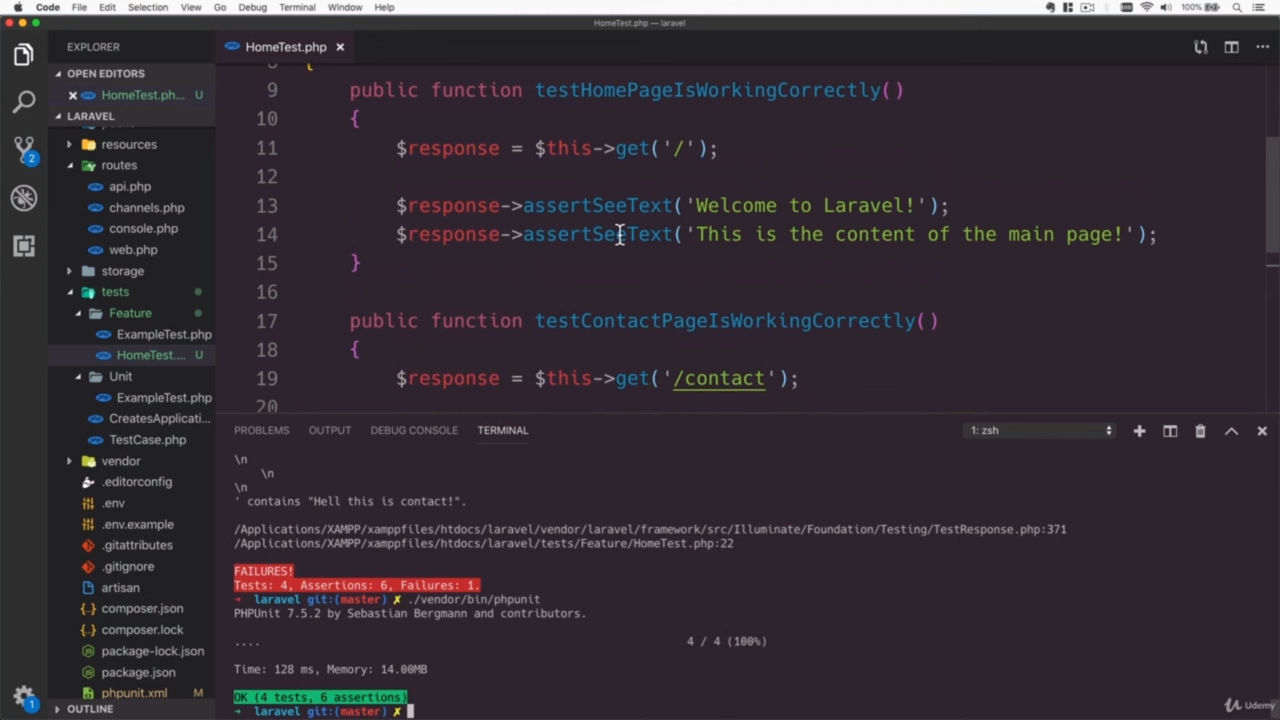 Code File Edit Selection View Go Debug Terminal Window Help 100%
HomeTest.php — laravel
EXPLORER
OPEN EDITORS
HomeTest.ph... U
LARAVEL
resources
routes
api.php
channels.php
console.php
web.php
storage
tests
Feature
ExampleTest.php
HomeTest.... U
Unit
ExampleTest.php
CreatesApplicati...
TestCase.php
vendor
.editorconfig
.env
.env.example
.gitattributes
.gitignore
artisan
composer.json
composer.lock
package-lock.json
package.json
phpunit.xml
OUTLINE
2
1
HomeTest.php
8 {
9 public function testHomePageIsWorkingCorrectly()
10 {
11 $response = $this->get('/');
12
13 $response->assertSeeText('Welcome to Laravel!');
14 $response->assertSeeText('This is the content of the main page!');
15 }
16
17 public function testContactPageIsWorkingCorrectly()
18 {
19 $response = $this->get('/contact');
20
PROBLEMS OUTPUT DEBUG CONSOLE TERMINAL 1: zsh
\n
\n
\n
' contains "Hell this is contact!".
/Applications/XAMPP/xamppfiles/htdocs/laravel/vendor/laravel/framework/src/Illuminate/Foundation/Testing/TestResponse.php:371
/Applications/XAMPP/xamppfiles/htdocs/laravel/tests/Feature/HomeTest.php:22
FAILURES!
Tests: 4, Assertions: 6, Failures: 1.
→ laravel git:(master) ✗ ./vendor/bin/phpunit
PHPUnit 7.5.2 by Sebastian Bergmann and contributors.
.... 4 / 4 (100%)
Time: 128 ms, Memory: 14.00MB
OK (4 tests, 6 assertions)
→ laravel git:(master) ✗
Udemy